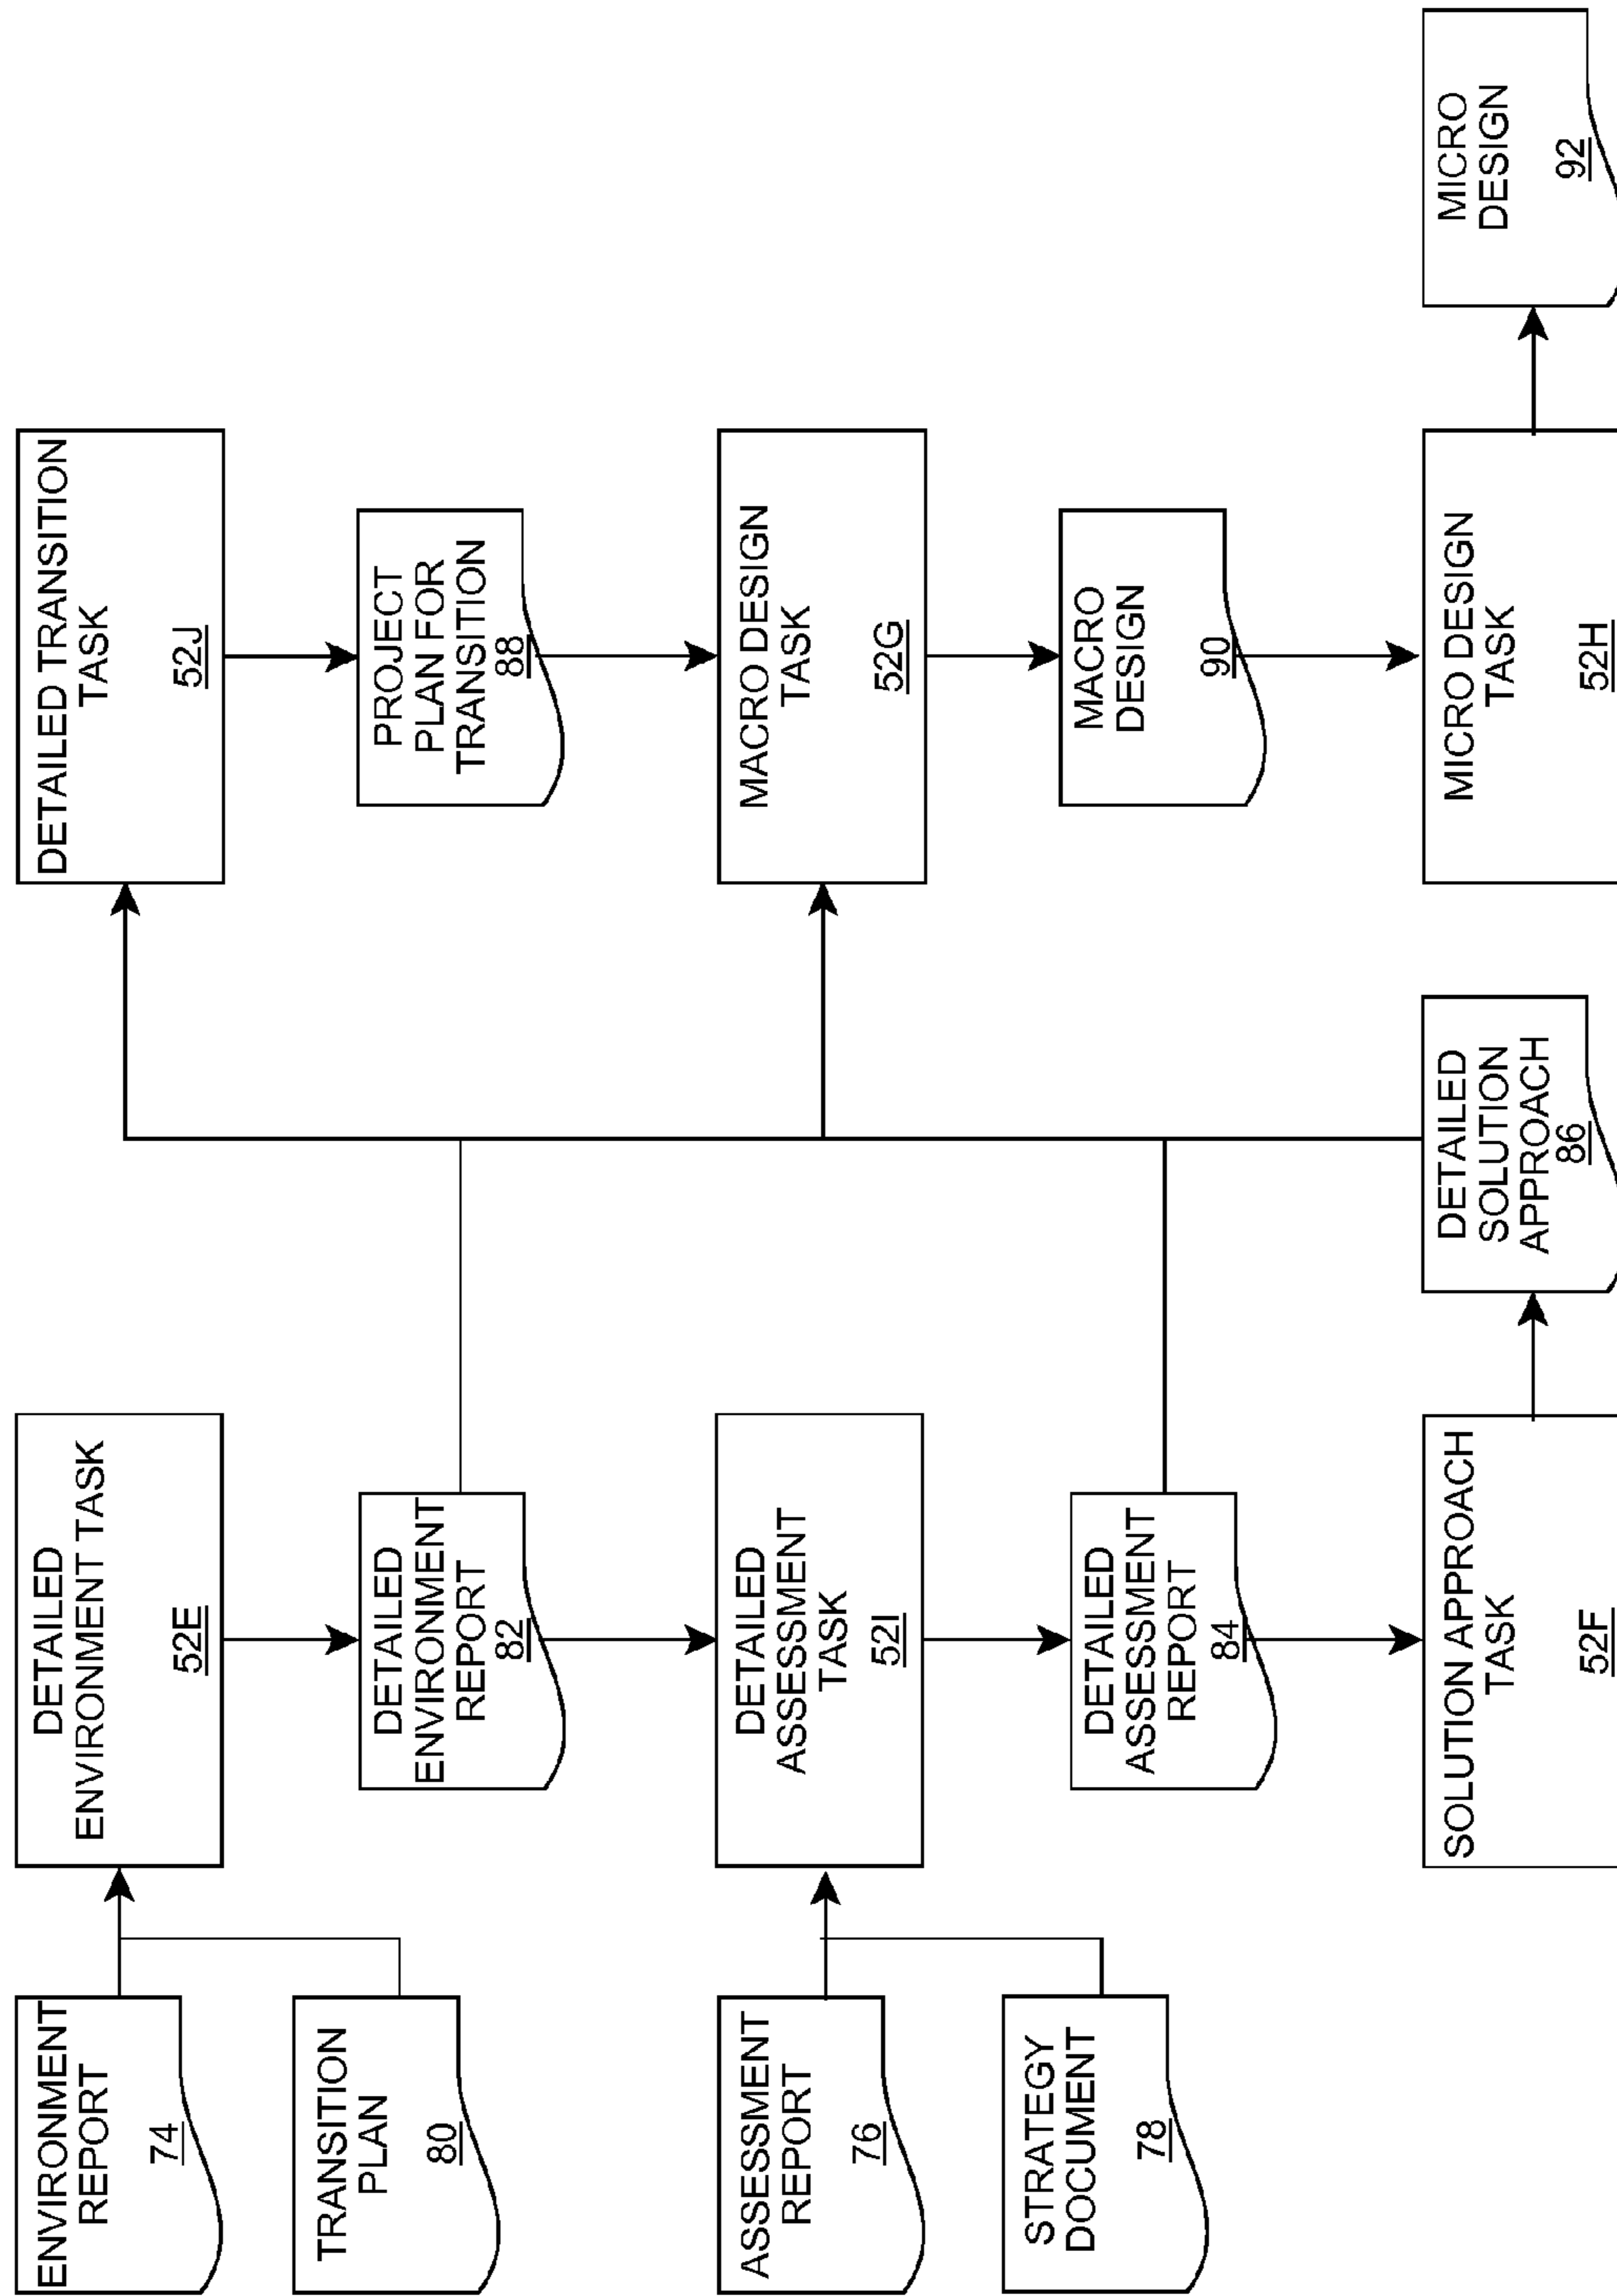 ENVIRONMENT
REPORT
74
TRANSITION
PLAN
80
ASSESSMENT
REPORT
76
STRATEGY
DOCUMENT
78
DETAILED
ENVIRONMENT TASK
52E
DETAILED
ENVIRONMENT
REPORT
82
DETAILED
ASSESSMENT
TASK
52I
DETAILED
ASSESSMENT
REPORT
84
SOLUTION APPROACH
TASK
52F
DETAILED
SOLUTION
APPROACH
86
DETAILED TRANSITION
TASK
52J
PROJECT
PLAN FOR
TRANSITION
88
MACRO DESIGN
TASK
52G
MACRO
DESIGN
90
MICRO DESIGN
TASK
52H
MICRO
DESIGN
92